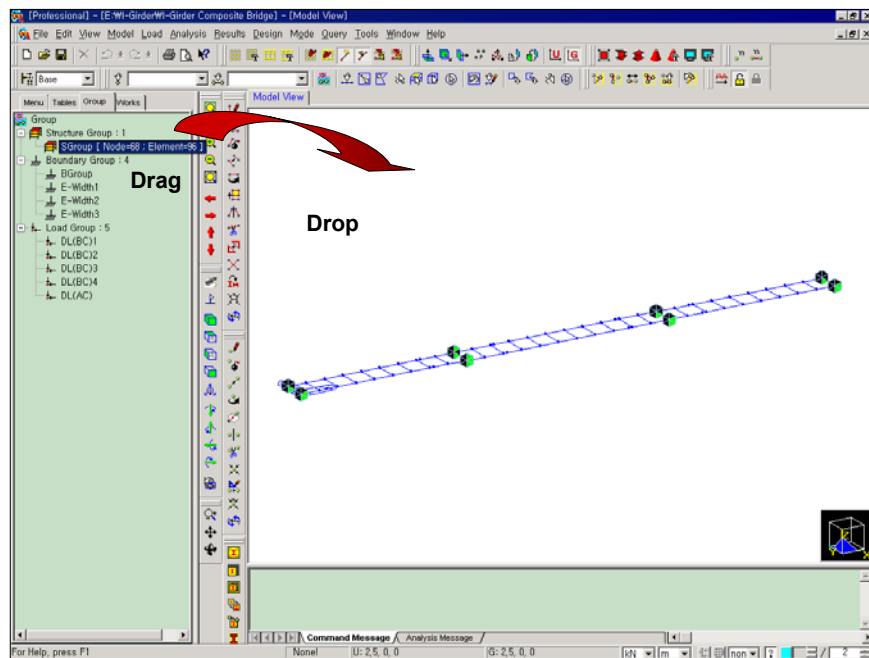 [Professional] - [E:₩I-Girder₩I-Girder Composite Bridge] - [Model View]
File Edit View Model Load Analysis Results Design Mode Query Tools Window Help
Base
Menu Tables Group Works
Model View
Group
Structure Group : 1
SGroup [ Node=68 ; Element=96 ]
Boundary Group : 4
BGroup
E-Width1
E-Width2
E-Width3
Load Group : 5
DL(BC)1
DL(BC)2
DL(BC)3
DL(BC)4
DL(AC)
Drag
Drop
Command Message Analysis Message
For Help, press F1
Nonel U: 2,5, 0, 0 G: 2,5, 0, 0 kN m non ? 2